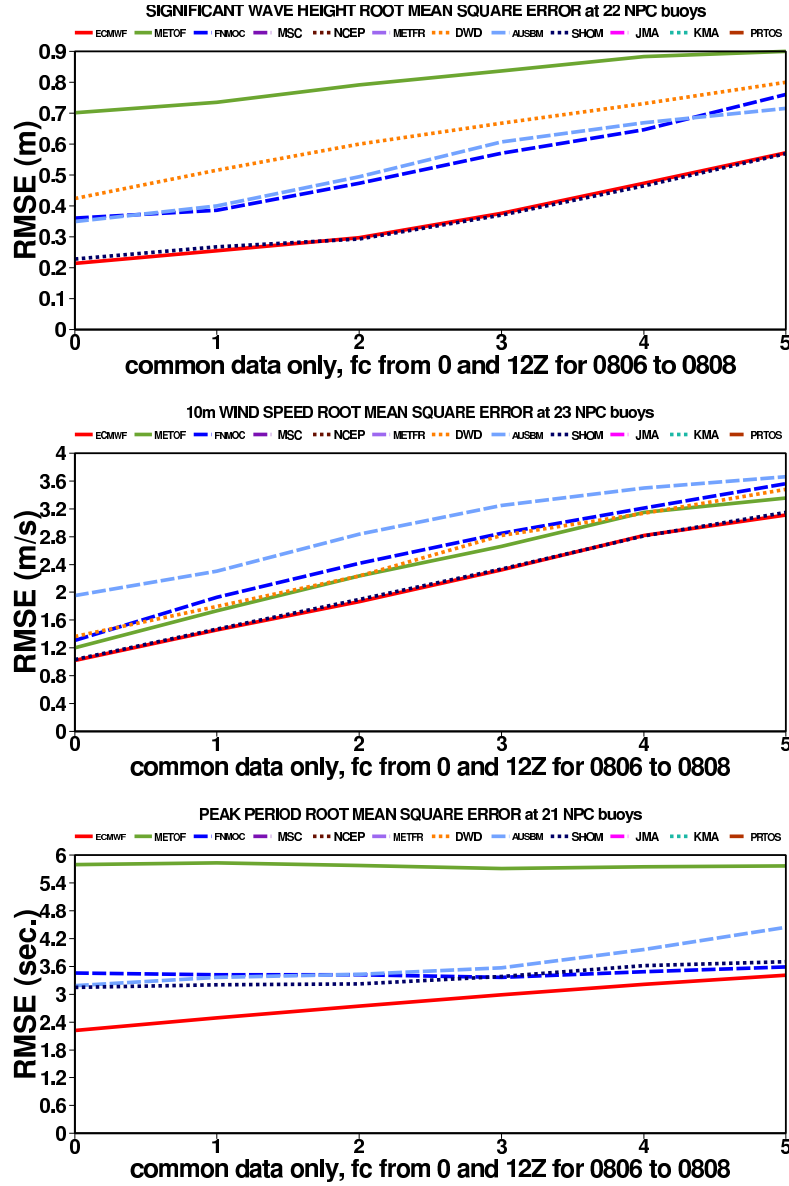 SIGNIFICANT WAVE HEIGHT ROOT MEAN SQUARE ERROR at 22 NPC buoys
ECMWF METOF FNMOC MSC NCEP METFR DWD AUSBM SHOM JMA KMA PRTOS
RMSE (m)
0.9
0.8
0.7
0.6
0.5
0.4
0.3
0.2
0.1
0
0 1 2 3 4 5
common data only, fc from 0 and 12Z for 0806 to 0808
10m WIND SPEED ROOT MEAN SQUARE ERROR at 23 NPC buoys
ECMWF METOF FNMOC MSC NCEP METFR DWD AUSBM SHOM JMA KMA PRTOS
RMSE (m/s)
4
3.6
3.2
2.8
2.4
2
1.6
1.2
0.8
0.4
0
0 1 2 3 4 5
common data only, fc from 0 and 12Z for 0806 to 0808
PEAK PERIOD ROOT MEAN SQUARE ERROR at 21 NPC buoys
ECMWF METOF FNMOC MSC NCEP METFR DWD AUSBM SHOM JMA KMA PRTOS
RMSE (sec.)
6
5.4
4.8
4.2
3.6
3
2.4
1.8
1.2
0.6
0
0 1 2 3 4 5
common data only, fc from 0 and 12Z for 0806 to 0808